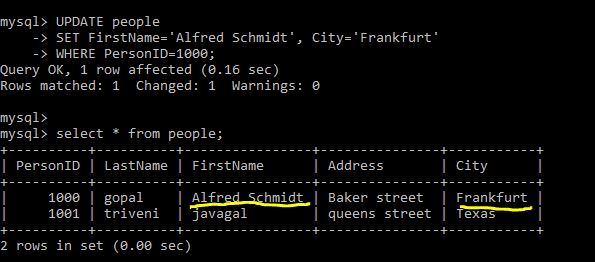 mysql> UPDATE people
    -> SET FirstName='Alfred Schmidt', City='Frankfurt'
    -> WHERE PersonID=1000;
Query OK, 1 row affected (0.16 sec)
Rows matched: 1  Changed: 1  Warnings: 0

mysql>
mysql> select * from people;
+----------+----------+----------------+---------------+-----------+
| PersonID | LastName | FirstName      | Address       | City      |
+----------+----------+----------------+---------------+-----------+
|     1000 | gopal    | Alfred Schmidt | Baker street  | Frankfurt |
|     1001 | triveni  | javagal        | queens street | Texas     |
+----------+----------+----------------+---------------+-----------+
2 rows in set (0.00 sec)